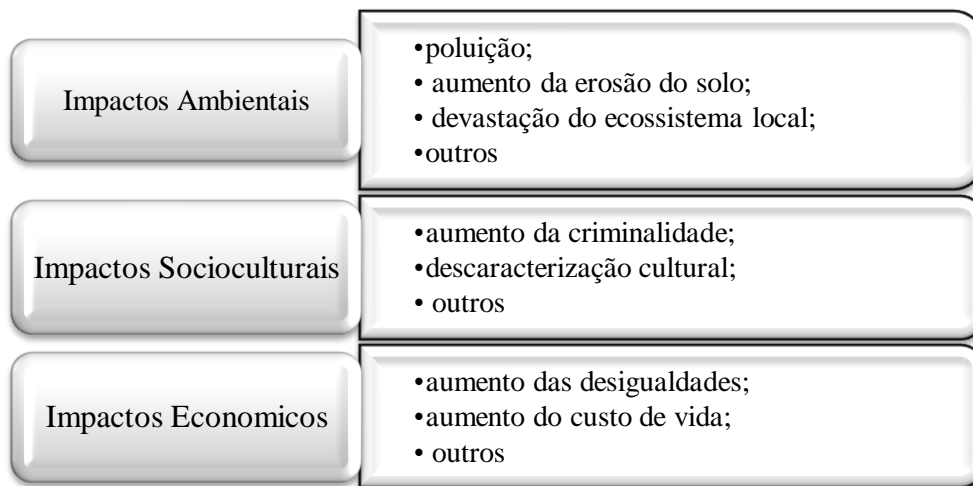 Impactos Ambientais
•poluição;
• aumento da erosão do solo;
• devastação do ecossistema local;
•outros
Impactos Socioculturais
•aumento da criminalidade;
•descaracterização cultural;
• outros
Impactos Economicos
•aumento das desigualdades;
•aumento do custo de vida;
• outros